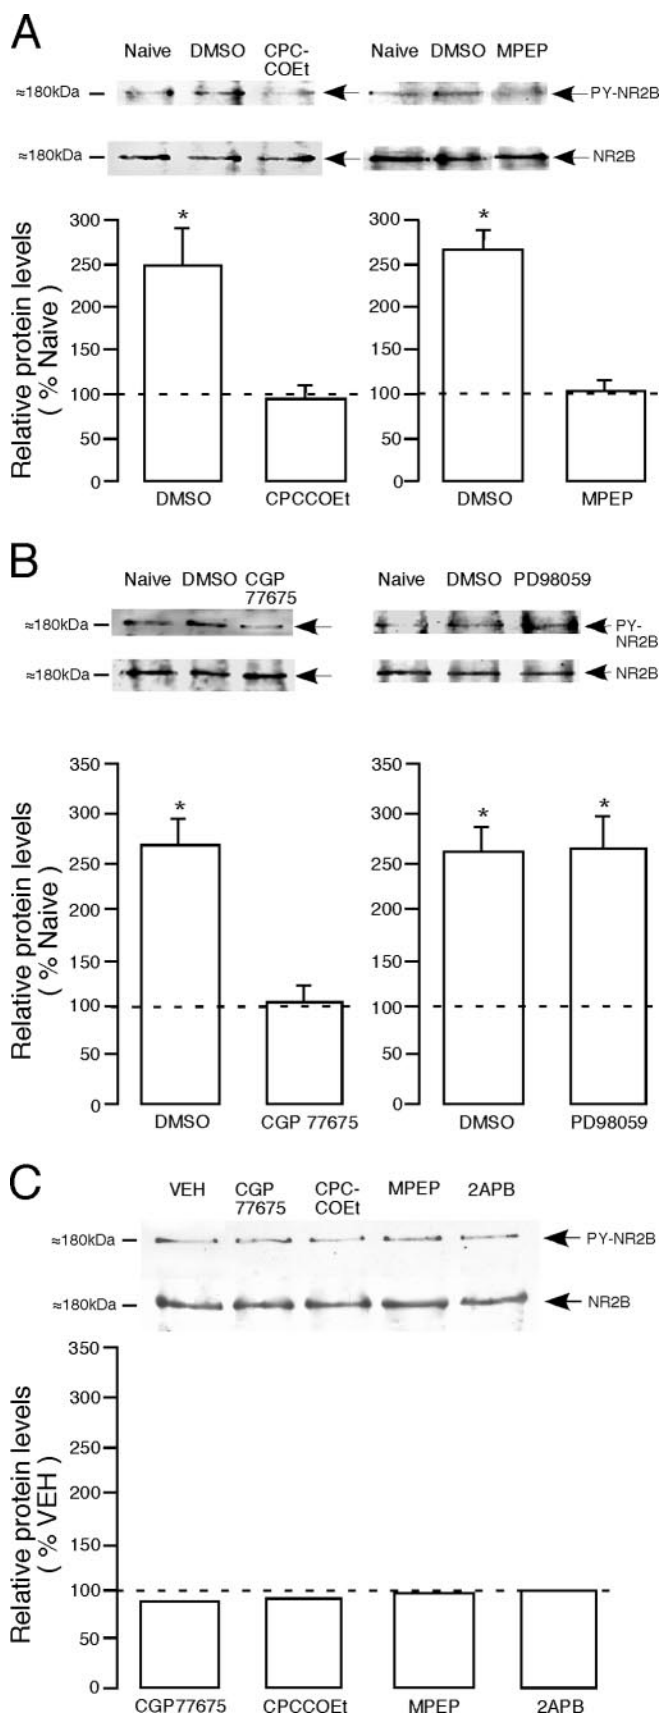 A
Naive DMSO CPC-
COEt
Naive DMSO MPEP
≈180kDa
PY-NR2B
≈180kDa
NR2B
Relative protein levels
( % Naive )
300
250
200
150
100
50
0
*
DMSO CPCCOEt
300
250
200
150
100
50
0
*
DMSO MPEP
B
Naive DMSO CGP
77675
Naive DMSO PD98059
≈180kDa
≈180kDa
PY-
NR2B
≈180kDa
≈180kDa
NR2B
Relative protein levels
( % Naive )
350
300
250
200
150
100
50
0
*
DMSO CGP 77675
350
300
250
200
150
100
50
0
* *
DMSO PD98059
C
VEH CGP
77675
CPC-
COEt
MPEP 2APB
≈180kDa
PY-NR2B
≈180kDa
NR2B
Relative protein levels
( % VEH )
350
300
250
200
150
100
50
0
CGP77675 CPCCOEt MPEP 2APB